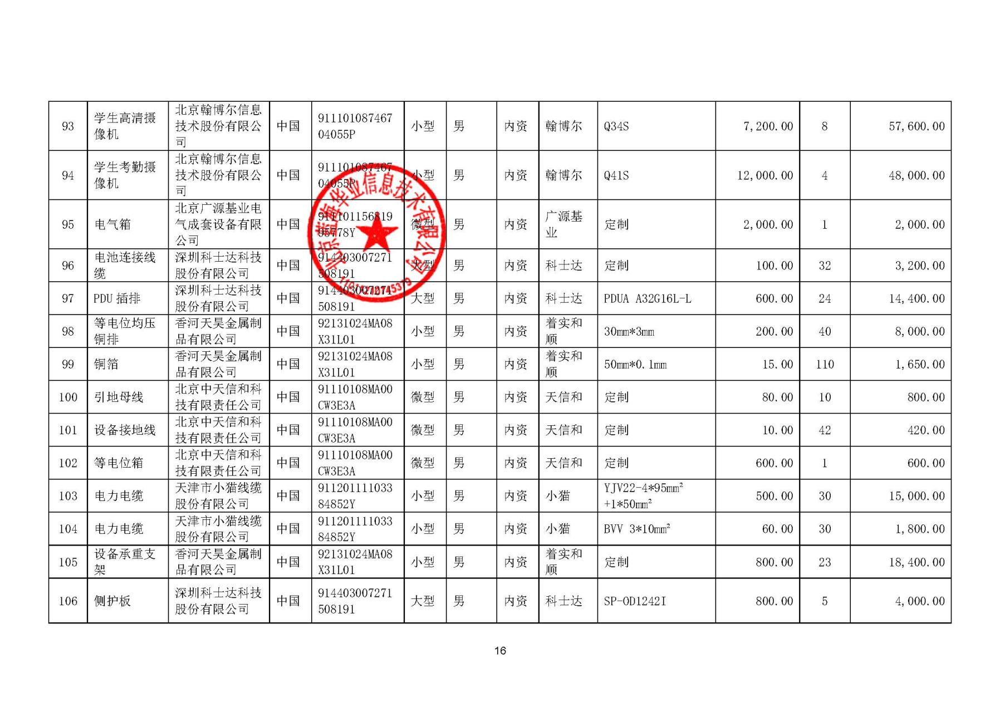 93 学生高清摄像机 北京翰博尔信息技术股份有限公司 中国 91110108746704055P 小型 男 内资 翰博尔 Q34S 7,200.00 8 57,600.00
94 学生考勤摄像机 北京翰博尔信息技术股份有限公司 中国 91110108746704055P 小型 男 内资 翰博尔 Q41S 12,000.00 4 48,000.00
95 电气箱 北京广源基业电气成套设备有限公司 中国 91110115681995778Y 微型 男 内资 广源基业 定制 2,000.00 1 2,000.00
96 电池连接线缆 深圳科士达科技股份有限公司 中国 914403007271508191 大型 男 内资 科士达 定制 100.00 32 3,200.00
97 PDU 插排 深圳科士达科技股份有限公司 中国 914403007271508191 大型 男 内资 科士达 PDUA A32G16L-L 600.00 24 14,400.00
98 等电位均压铜排 香河天昊金属制品有限公司 中国 92131024MA08X31L01 小型 男 内资 着实和顺 30mm*3mm 200.00 40 8,000.00
99 铜箔 香河天昊金属制品有限公司 中国 92131024MA08X31L01 小型 男 内资 着实和顺 50mm*0.1mm 15.00 110 1,650.00
100 引地母线 北京中天信和科技有限责任公司 中国 91110108MA00CW3E3A 微型 男 内资 天信和 定制 80.00 10 800.00
101 设备接地线 北京中天信和科技有限责任公司 中国 91110108MA00CW3E3A 微型 男 内资 天信和 定制 10.00 42 420.00
102 等电位箱 北京中天信和科技有限责任公司 中国 91110108MA00CW3E3A 微型 男 内资 天信和 定制 600.00 1 600.00
103 电力电缆 天津市小猫线缆股份有限公司 中国 91120111103384852Y 小型 男 内资 小猫 YJV22-4*95mm²+1*50mm² 500.00 30 15,000.00
104 电力电缆 天津市小猫线缆股份有限公司 中国 91120111103384852Y 小型 男 内资 小猫 BVV 3*10mm² 60.00 30 1,800.00
105 设备承重支架 香河天昊金属制品有限公司 中国 92131024MA08X31L01 小型 男 内资 着实和顺 定制 800.00 23 18,400.00
106 侧护板 深圳科士达科技股份有限公司 中国 914403007271508191 大型 男 内资 科士达 SP-OD1242I 800.00 5 4,000.00
华业信息技术有限公司
16